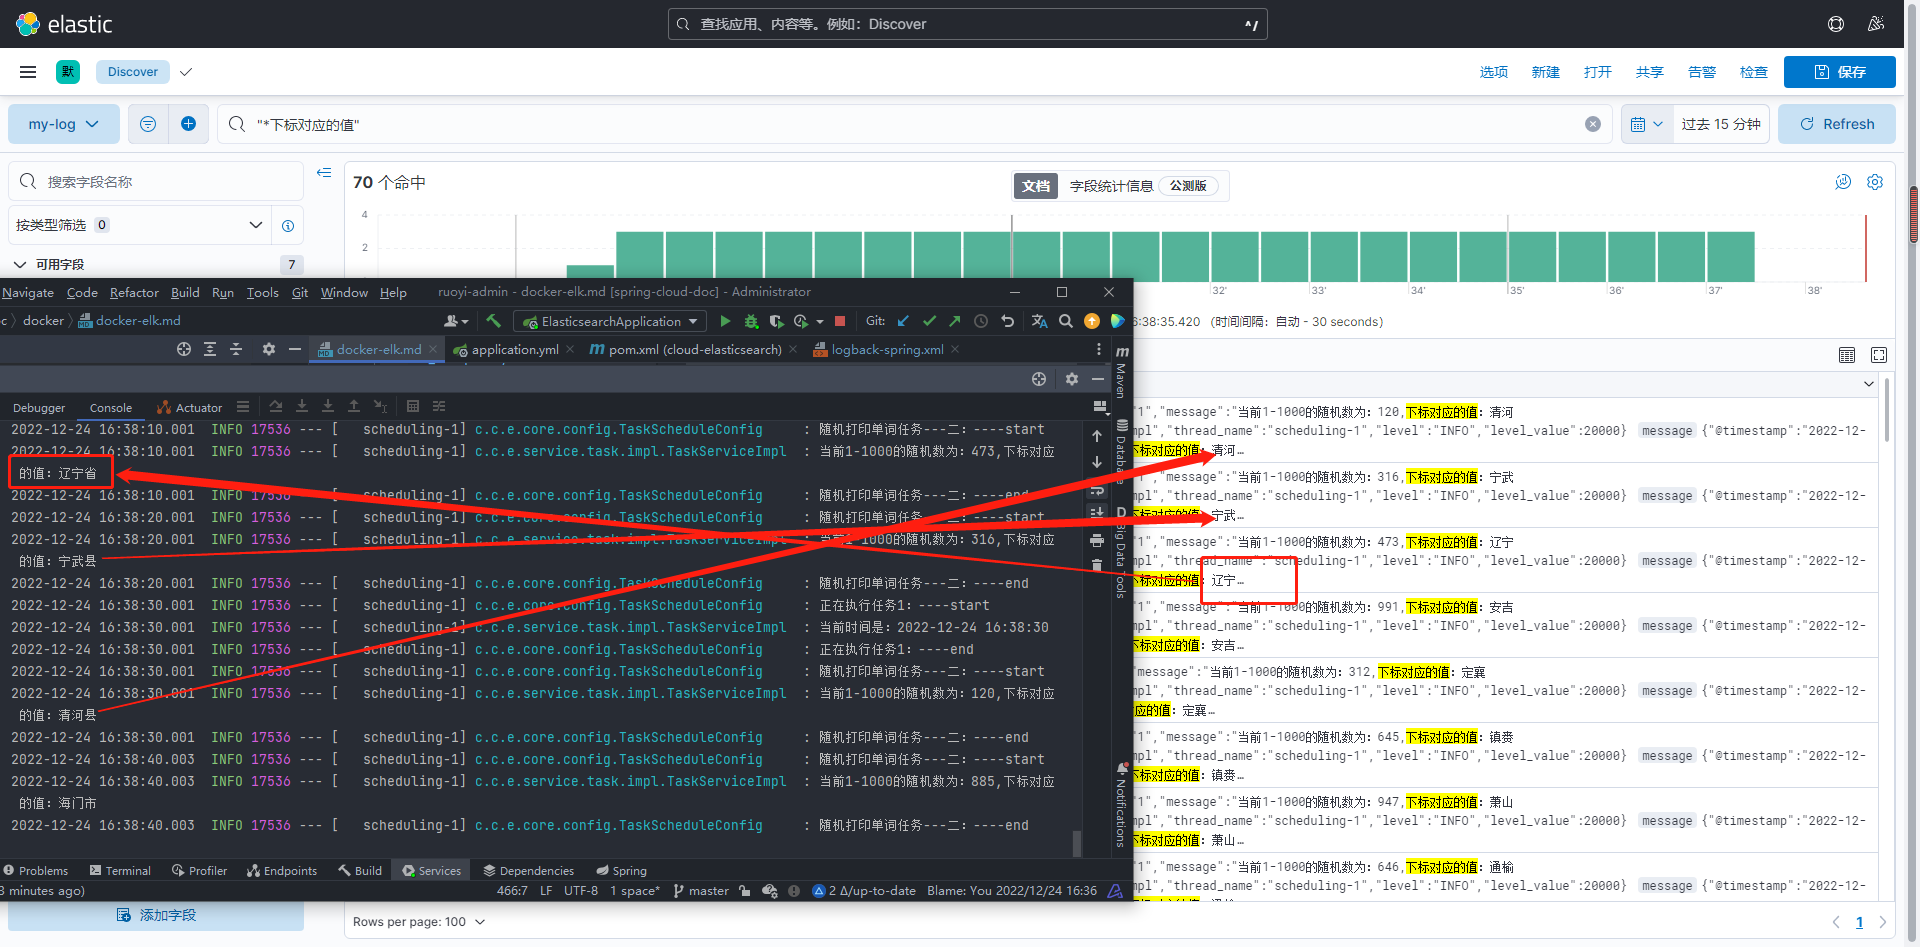 elastic
查找应用、内容等。例如：Discover
^/
默
Discover
选项
新建
打开
共享
告警
检查
保存
my-log
"*下标对应的值"
过去 15 分钟
Refresh
搜索字段名称
按类型筛选 0
可用字段
7
70 个命中
文档
字段统计信息
公测版
4
2
32'
33'
34'
35'
36'
37'
38'
6:38:35.420 （时间间隔：自动 - 30 seconds）
Navigate Code Refactor Build Run Tools Git Window Help
ruoyi-admin - docker-elk.md [spring-cloud-doc] - Administrator
c docker docker-elk.md
ElasticsearchApplication
Git:
docker-elk.md
application.yml
pom.xml (cloud-elasticsearch)
logback-spring.xml
Maven
Database
Big Data Tools
Notifications
Debugger Console Actuator
2022-12-24 16:38:10.001 INFO 17536 --- [ scheduling-1] c.c.e.core.config.TaskScheduleConfig : 随机打印单词任务---二：----start
2022-12-24 16:38:10.001 INFO 17536 --- [ scheduling-1] c.c.e.service.task.impl.TaskServiceImpl : 当前1-1000的随机数为：473,下标对应
的值：辽宁省
2022-12-24 16:38:10.001 INFO 17536 --- [ scheduling-1] c.c.e.core.config.TaskScheduleConfig : 随机打印单词任务---二：----end
2022-12-24 16:38:20.001 INFO 17536 --- [ scheduling-1] c.c.e.core.config.TaskScheduleConfig : 随机打印单词任务---二：----start
2022-12-24 16:38:20.001 INFO 17536 --- [ scheduling-1] c.c.e.service.task.impl.TaskServiceImpl : 当前1-1000的随机数为：316,下标对应
的值：宁武县
2022-12-24 16:38:20.001 INFO 17536 --- [ scheduling-1] c.c.e.core.config.TaskScheduleConfig : 随机打印单词任务---二：----end
2022-12-24 16:38:30.001 INFO 17536 --- [ scheduling-1] c.c.e.core.config.TaskScheduleConfig : 正在执行任务1：----start
2022-12-24 16:38:30.001 INFO 17536 --- [ scheduling-1] c.c.e.service.task.impl.TaskServiceImpl : 当前时间是：2022-12-24 16:38:30
2022-12-24 16:38:30.001 INFO 17536 --- [ scheduling-1] c.c.e.core.config.TaskScheduleConfig : 正在执行任务1：----end
2022-12-24 16:38:30.001 INFO 17536 --- [ scheduling-1] c.c.e.core.config.TaskScheduleConfig : 随机打印单词任务---二：----start
2022-12-24 16:38:30.001 INFO 17536 --- [ scheduling-1] c.c.e.service.task.impl.TaskServiceImpl : 当前1-1000的随机数为：120,下标对应
的值：清河县
2022-12-24 16:38:30.001 INFO 17536 --- [ scheduling-1] c.c.e.core.config.TaskScheduleConfig : 随机打印单词任务---二：----end
2022-12-24 16:38:40.003 INFO 17536 --- [ scheduling-1] c.c.e.core.config.TaskScheduleConfig : 随机打印单词任务---二：----start
2022-12-24 16:38:40.003 INFO 17536 --- [ scheduling-1] c.c.e.service.task.impl.TaskServiceImpl : 当前1-1000的随机数为：885,下标对应
的值：海门市
2022-12-24 16:38:40.003 INFO 17536 --- [ scheduling-1] c.c.e.core.config.TaskScheduleConfig : 随机打印单词任务---二：----end
Problems Terminal Profiler Endpoints Build Services Dependencies Spring
3 minutes ago) 466:7 LF UTF-8 1 space* master 2 Δ/up-to-date Blame: You 2022/12/24 16:36
"1","message":"当前1-1000的随机数为：120,下标对应的值：清河
mpl","thread_name":"scheduling-1","level":"INFO","level_value":20000} message {"@timestamp":"2022-12-
下标对应的值：清河…
"1","message":"当前1-1000的随机数为：316,下标对应的值：宁武
mpl","thread_name":"scheduling-1","level":"INFO","level_value":20000} message {"@timestamp":"2022-12-
下标对应的值：宁武…
"1","message":"当前1-1000的随机数为：473,下标对应的值：辽宁
mpl","thread_name":"scheduling-1","level":"INFO","level_value":20000} message {"@timestamp":"2022-12-
下标对应的值：辽宁…
"1","message":"当前1-1000的随机数为：991,下标对应的值：安吉
mpl","thread_name":"scheduling-1","level":"INFO","level_value":20000} message {"@timestamp":"2022-12-
下标对应的值：安吉…
"message":"当前1-1000的随机数为：312,下标对应的值：定襄
mpl","thread_name":"scheduling-1","level":"INFO","level_value":20000} message {"@timestamp":"2022-12-
应的值：定襄…
"1","message":"当前1-1000的随机数为：645,下标对应的值：镇赉
mpl","thread_name":"scheduling-1","level":"INFO","level_value":20000} message {"@timestamp":"2022-12-
下标对应的值：镇赉…
"1","message":"当前1-1000的随机数为：947,下标对应的值：萧山
mpl","thread_name":"scheduling-1","level":"INFO","level_value":20000} message {"@timestamp":"2022-12-
下标对应的值：萧山…
"1","message":"当前1-1000的随机数为：646,下标对应的值：通榆
mpl","thread_name":"scheduling-1","level":"INFO","level_value":20000} message {"@timestamp":"2022-12-
添加字段
Rows per page: 100
1